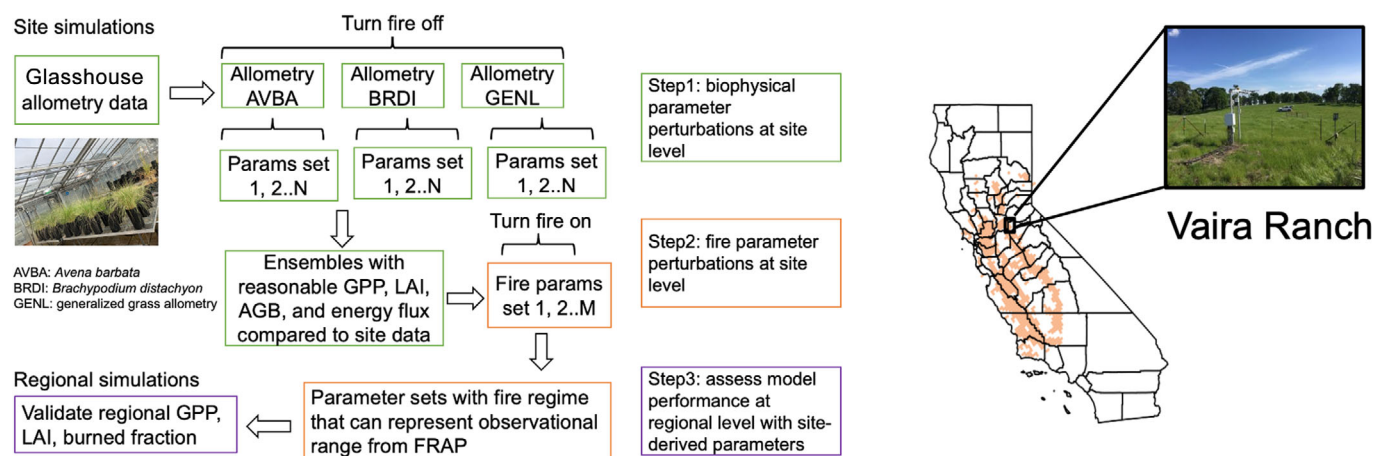 Site simulations
Turn fire off
Glasshouse
allometry data
Allometry
AVBA
Allometry
BRDI
Allometry
GENL
Step1: biophysical
parameter
perturbations at site
level
Params set
1, 2..N
Params set
1, 2..N
Params set
1, 2..N
Turn fire on
AVBA: Avena barbata
BRDI: Brachypodium distachyon
GENL: generalized grass allometry
Ensembles with
reasonable GPP, LAI,
AGB, and energy flux
compared to site data
Fire params
set 1, 2..M
Step2: fire parameter
perturbations at site
level
Regional simulations
Validate regional GPP,
LAI, burned fraction
Parameter sets with fire regime
that can represent observational
range from FRAP
Step3: assess model
performance at
regional level with site-
derived parameters
Vaira Ranch